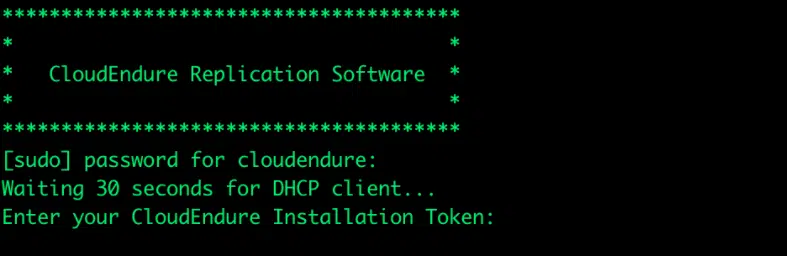 ***************************************
*                                     *
*   CloudEndure Replication Software  *
*                                     *
***************************************
[sudo] password for cloudendure:
Waiting 30 seconds for DHCP client...
Enter your CloudEndure Installation Token: